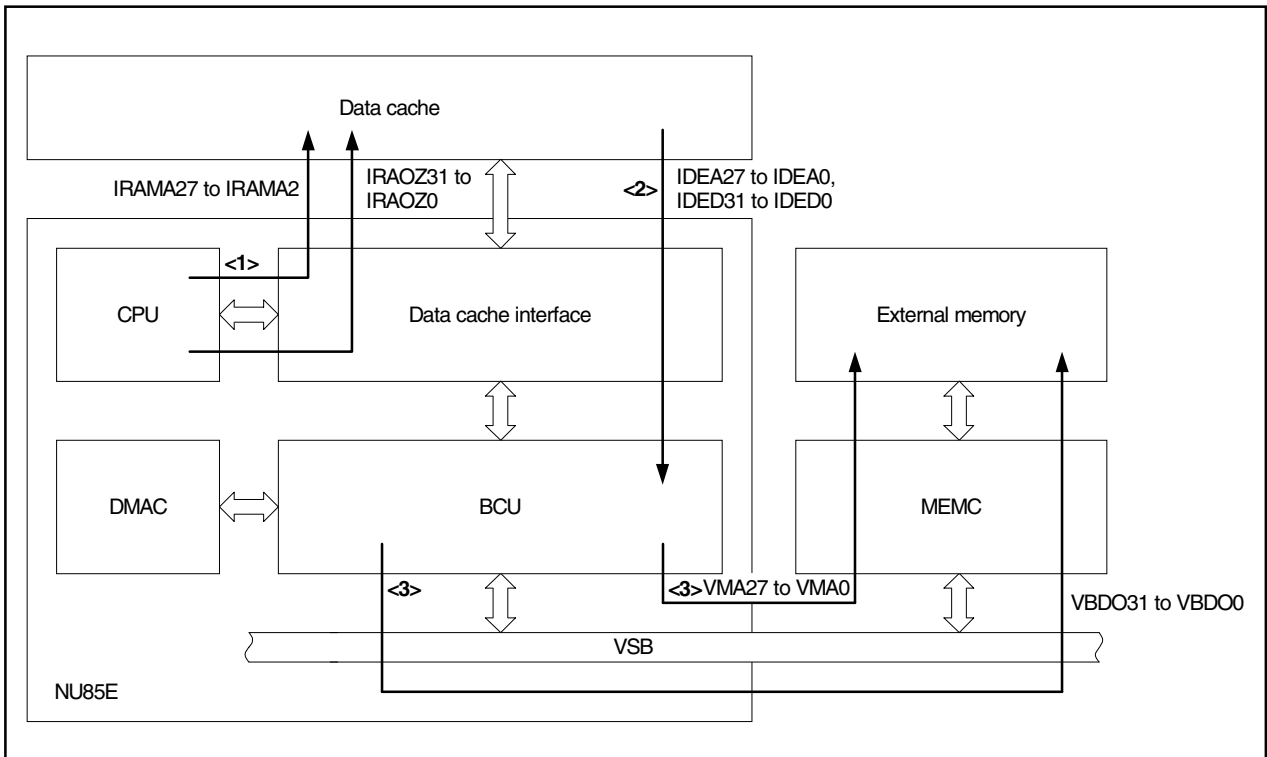 Data cache
IRAMA27 to IRAMA2
IRAOZ31 to
IRAOZ0
<2>
IDEA27 to IDEA0,
IDED31 to IDED0
<1>
CPU
Data cache interface
External memory
DMAC
BCU
MEMC
<3>
<3>VMA27 to VMA0
VBDO31 to VBDO0
VSB
NU85E